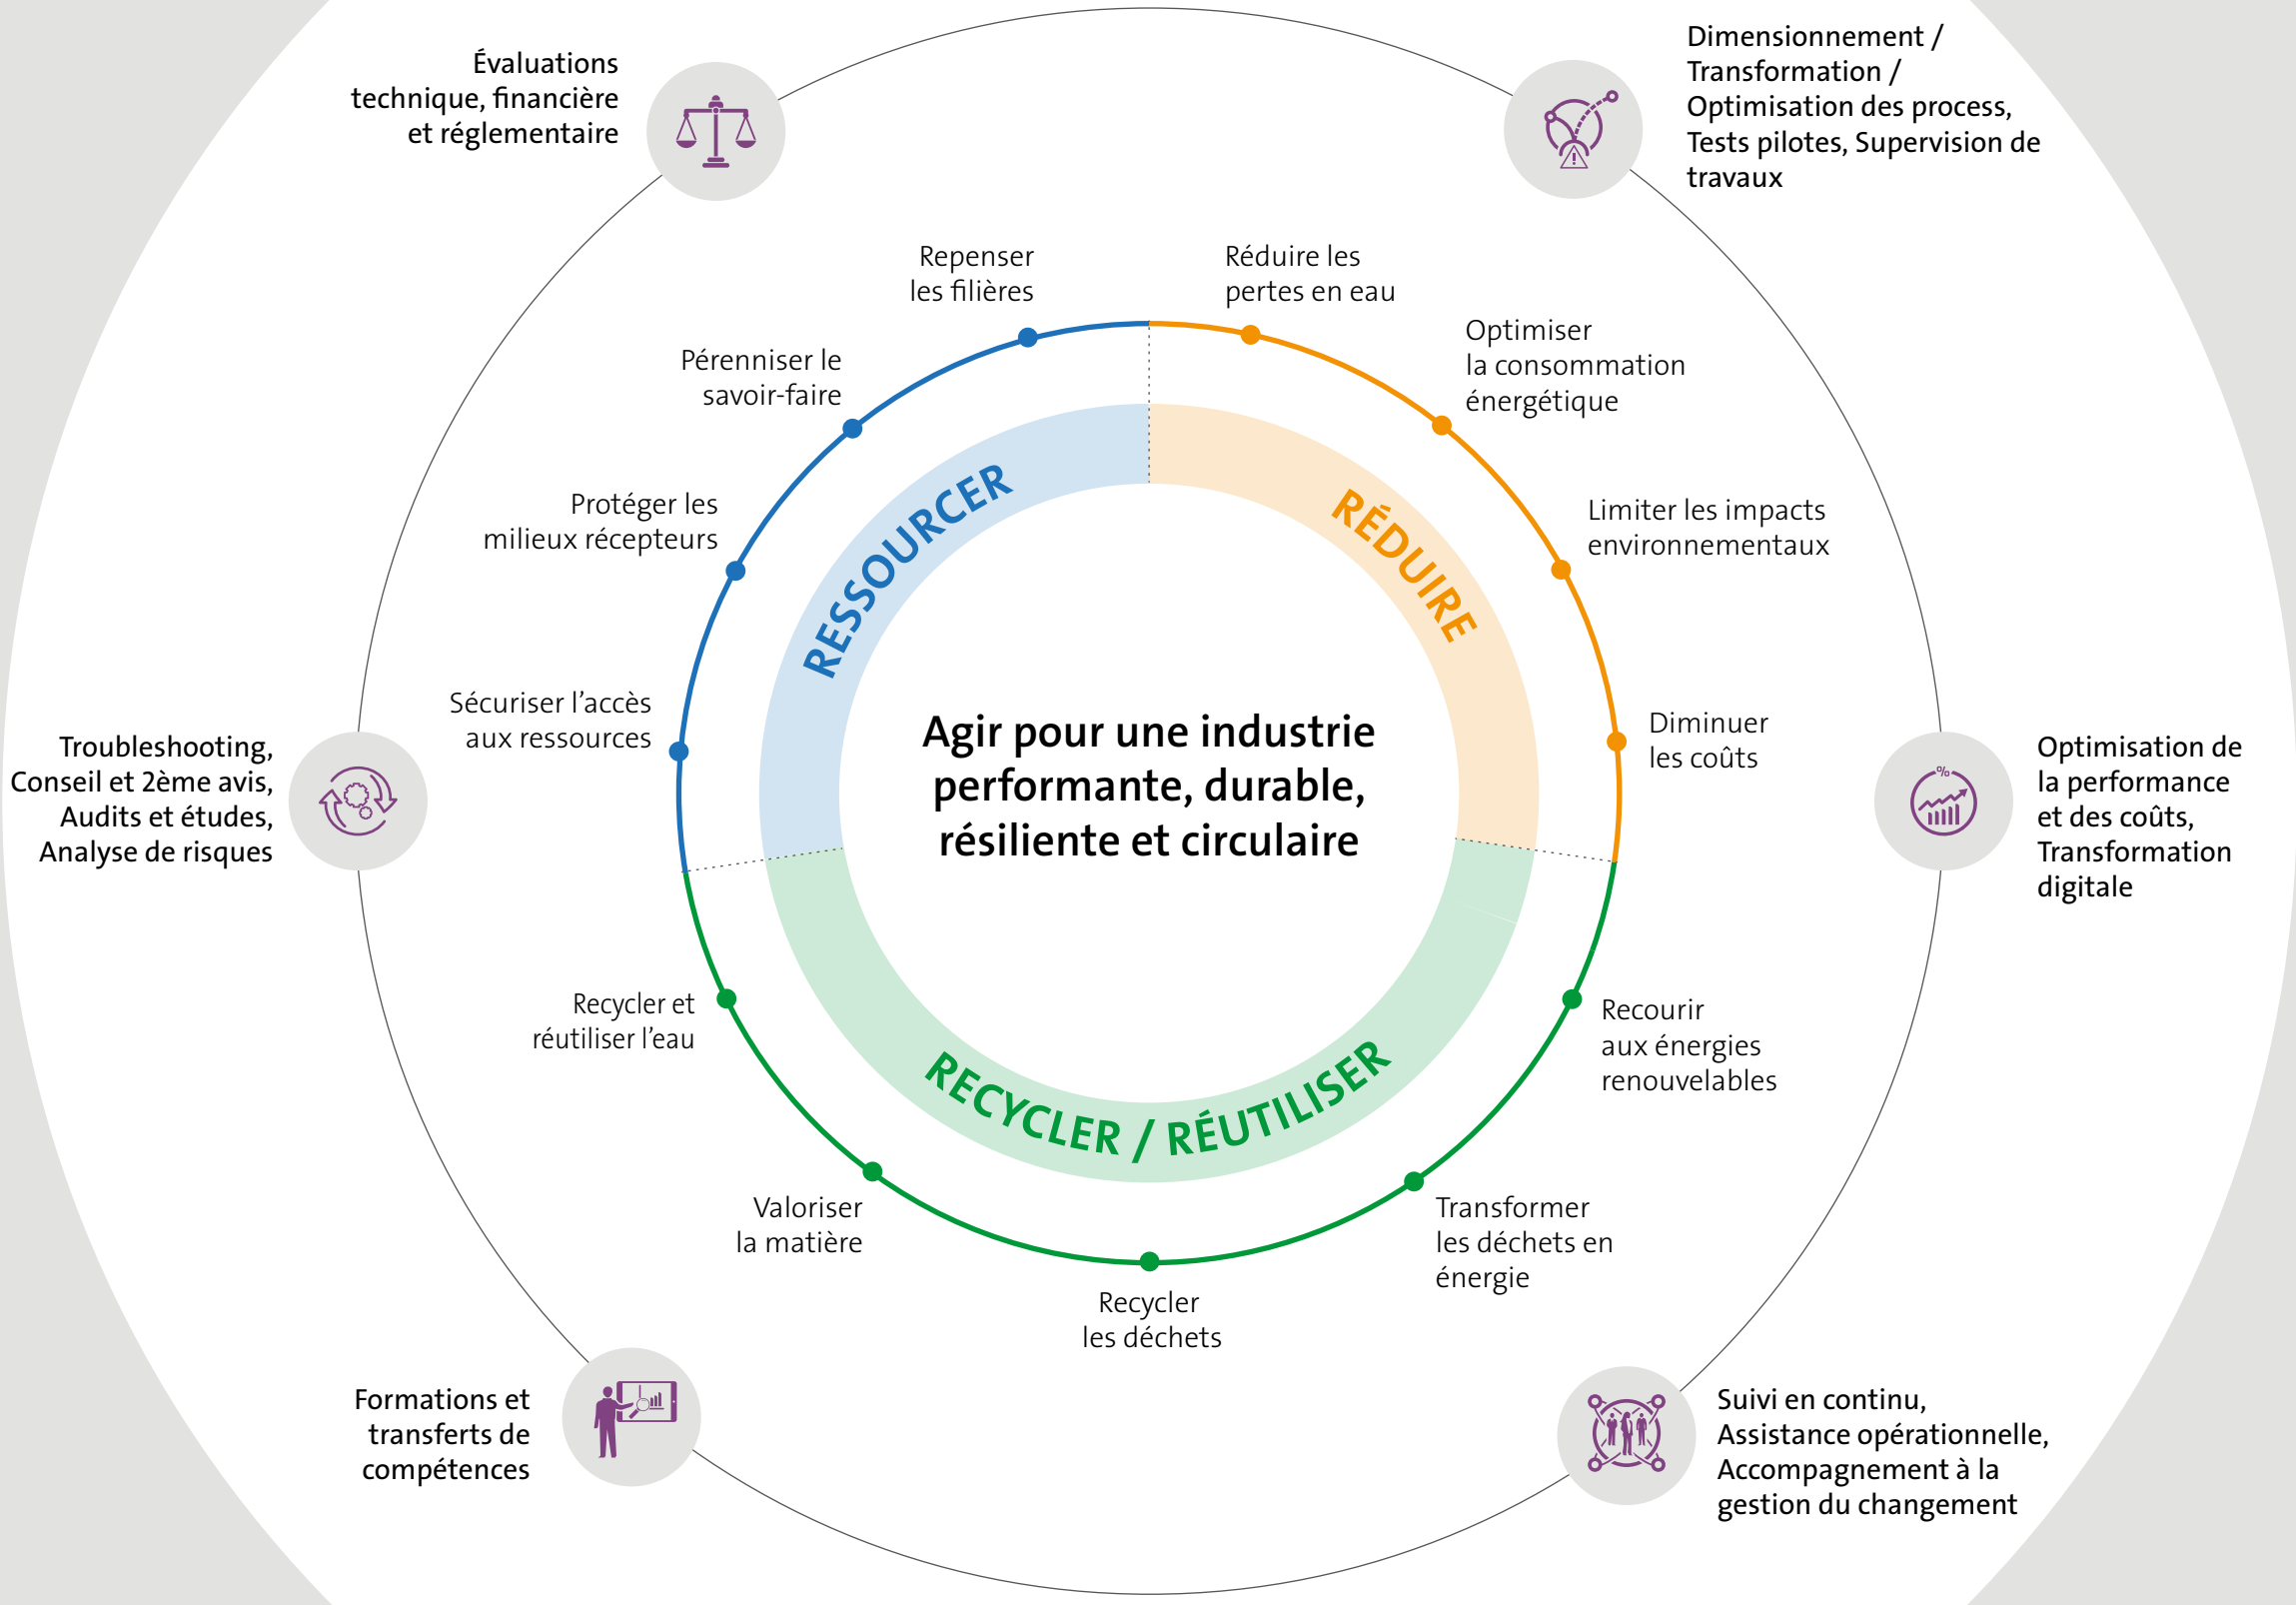 Évaluations
technique, financière
et réglementaire
Dimensionnement /
Transformation /
Optimisation des process,
Tests pilotes, Supervision de
travaux
Repenser
les filières
Réduire les
pertes en eau
Pérenniser le
savoir-faire
Optimiser
la consommation
énergétique
Protéger les
milieux récepteurs
Limiter les impacts
environnementaux
RESSOURCER
RÉDUIRE
Sécuriser l’accès
aux ressources
Diminuer
les coûts
Agir pour une industrie
performante, durable,
résiliente et circulaire
Troubleshooting,
Conseil et 2ème avis,
Audits et études,
Analyse de risques
%
Optimisation de
la performance
et des coûts,
Transformation
digitale
Recycler et
réutiliser l’eau
Recourir
aux énergies
renouvelables
RECYCLER / RÉUTILISER
Valoriser
la matière
Transformer
les déchets en
énergie
Recycler
les déchets
Formations et
transferts de
compétences
Suivi en continu,
Assistance opérationnelle,
Accompagnement à la
gestion du changement